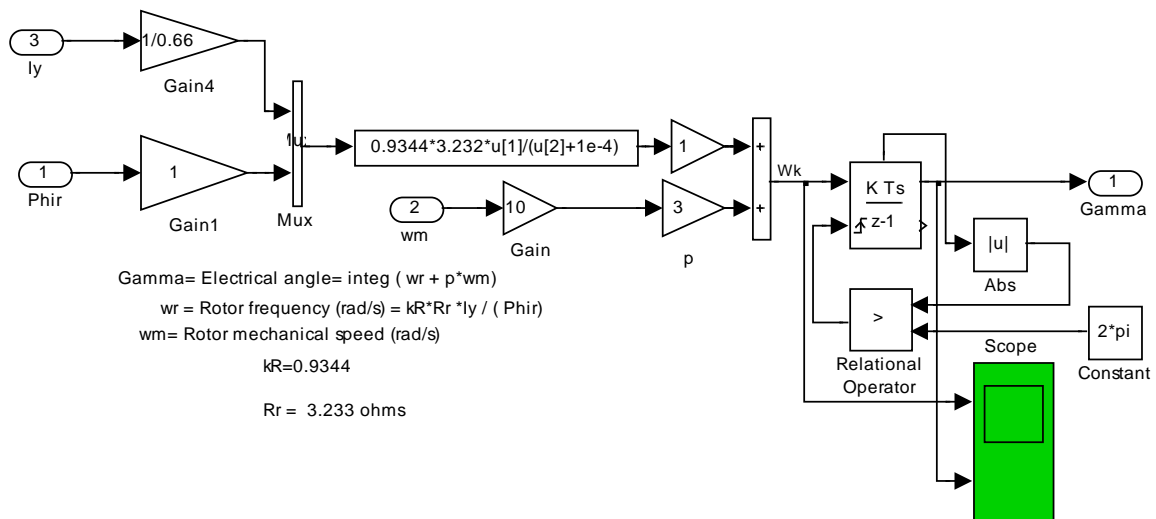 3
Iy
1/0.66
Gain4
1
Phir
1
Gain1
Mux
0.9344*3.232*u[1]/(u[2]+1e-4)
1
2
wm
10
Gain
3
p
+
+
Wk
K Ts
z-1
1
Gamma
|u|
Abs
>
Relational
Operator
2*pi
Constant
Scope
Gamma= Electrical angle= integ ( wr + p*wm)
wr = Rotor frequency (rad/s) = kR*Rr *Iy / ( Phir)
wm= Rotor mechanical speed (rad/s)
kR=0.9344
Rr = 3.233 ohms